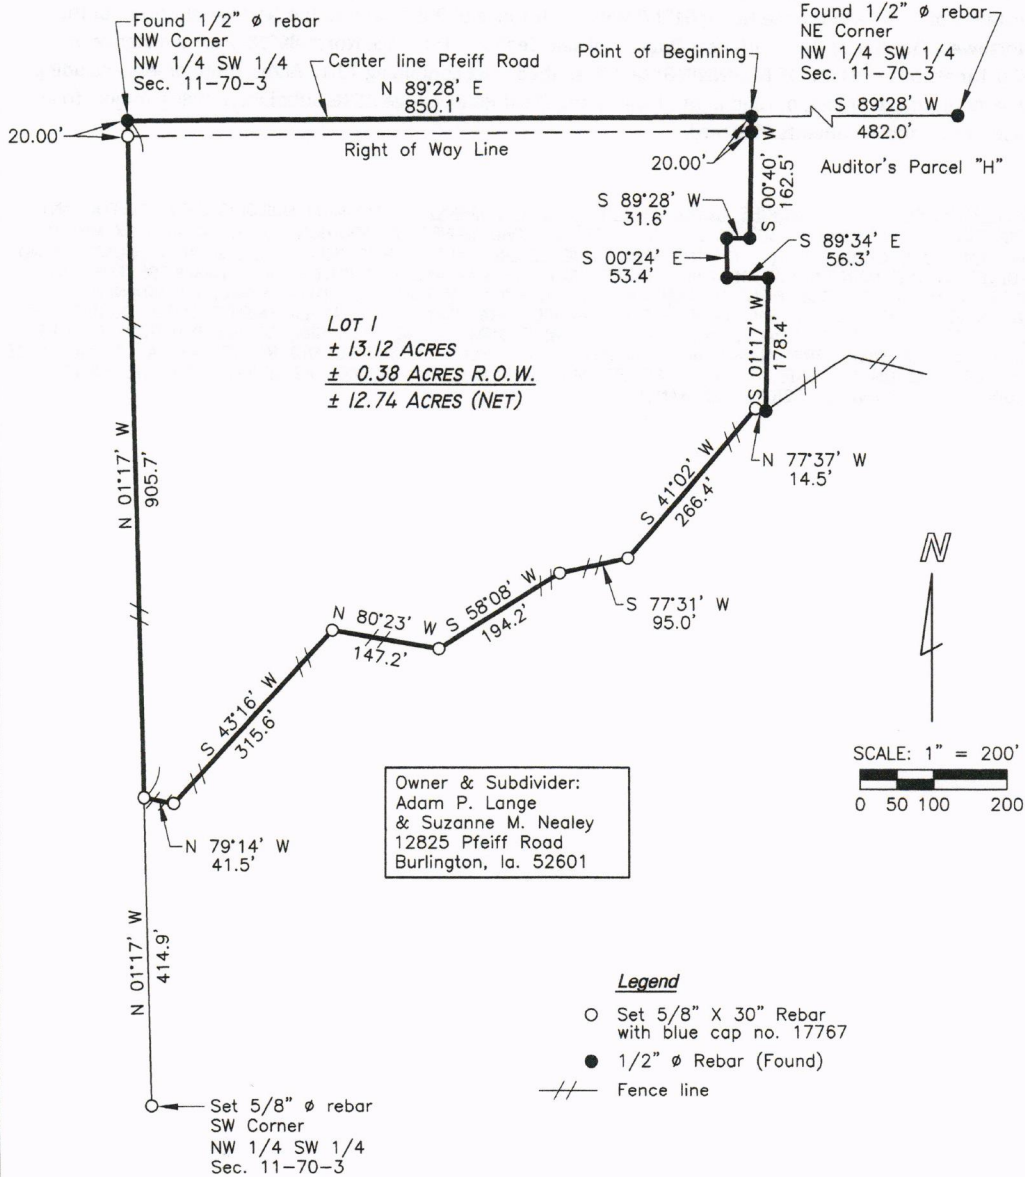 Found 1/2" ø rebar
NW Corner
NW 1/4 SW 1/4
Sec. 11-70-3
Center line Pfeiff Road
N 89°28' E
850.1'
Point of Beginning
Found 1/2" ø rebar
NE Corner
NW 1/4 SW 1/4
Sec. 11-70-3
S 89°28' W
482.0'
20.00'
Right of Way Line
20.00'
Auditor's Parcel "H"
S 00°40' W
162.5'
S 89°28' W
31.6'
S 00°24' E
53.4'
S 89°34' E
56.3'
LOT 1
± 13.12 ACRES
± 0.38 ACRES R.O.W.
± 12.74 ACRES (NET)
S 01°17' W
178.4'
N 77°37' W
14.5'
N 01°17' W
905.7'
S 41°02' W
266.4'
S 77°31' W
95.0'
S 58°08' W
194.2'
N 80°23' W
147.2'
S 43°16' W
315.6'
N 79°14' W
41.5'
N
SCALE: 1" = 200'
0 50 100 200
Owner & Subdivider:
Adam P. Lange
& Suzanne M. Nealey
12825 Pfeiff Road
Burlington, Ia. 52601
N 01°17' W
414.9'
Legend
Set 5/8" X 30" Rebar
with blue cap no. 17767
1/2" ø Rebar (Found)
Fence line
Set 5/8" ø rebar
SW Corner
NW 1/4 SW 1/4
Sec. 11-70-3